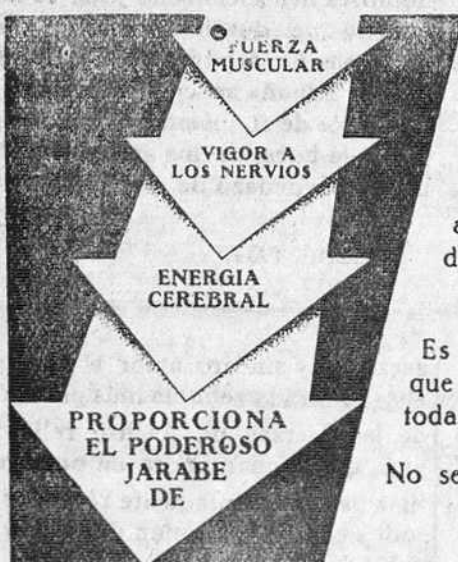 FUERZA
MUSCULAR
VIGOR A
LOS NERVIOS
ENERGIA
CEREBRAL
PROPORCIONA
EL PODEROSO
JARABE
DE
a
d
Es
que
toda
No se